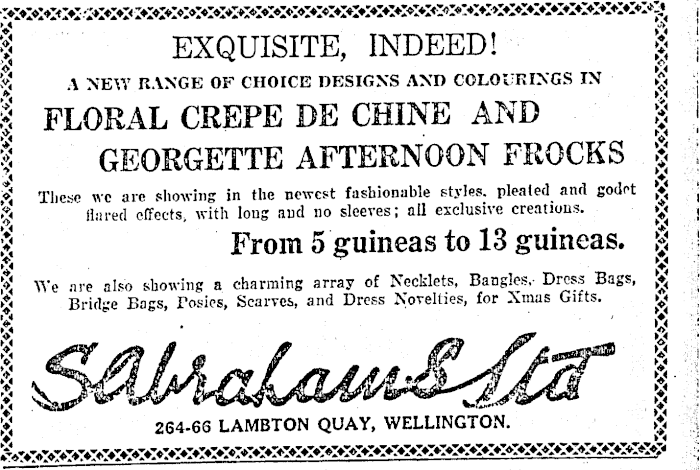 EXQUISITE, INDEED!
A NEW RANGE OF CHOICE DESIGNS AND COLOURINGS IN
FLORAL CREPE DE CHINE AND
GEORGETTE AFTERNOON FROCKS
These we are showing in the newest fashionable styles, pleated and godet
flared effects, with long and no sleeves; all exclusive creations.
From 5 guineas to 13 guineas.
We are also showing a charming array of Necklets, Bangles, Dress Bags,
Bridge Bags, Posies, Scarves, and Dress Novelties, for Xmas Gifts.
S Abrahams Ltd
264-66 LAMBTON QUAY, WELLINGTON.